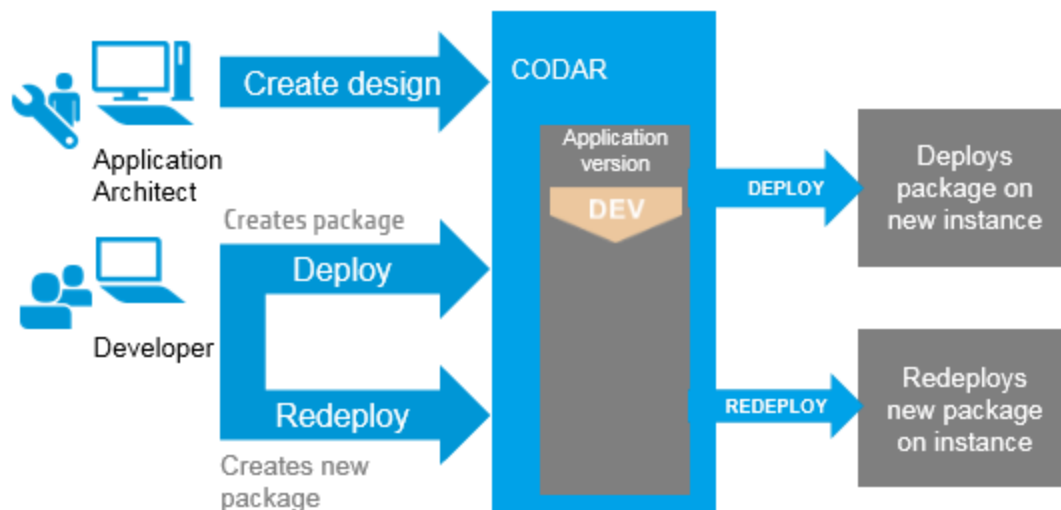 Create design
CODAR
Application
Architect
Application
version
DEV
DEPLOY
Deploys
package on
new instance
Creates package
Deploy
Developer
Redeploy
REDEPLOY
Redeploys
new package
on instance
Creates new
package